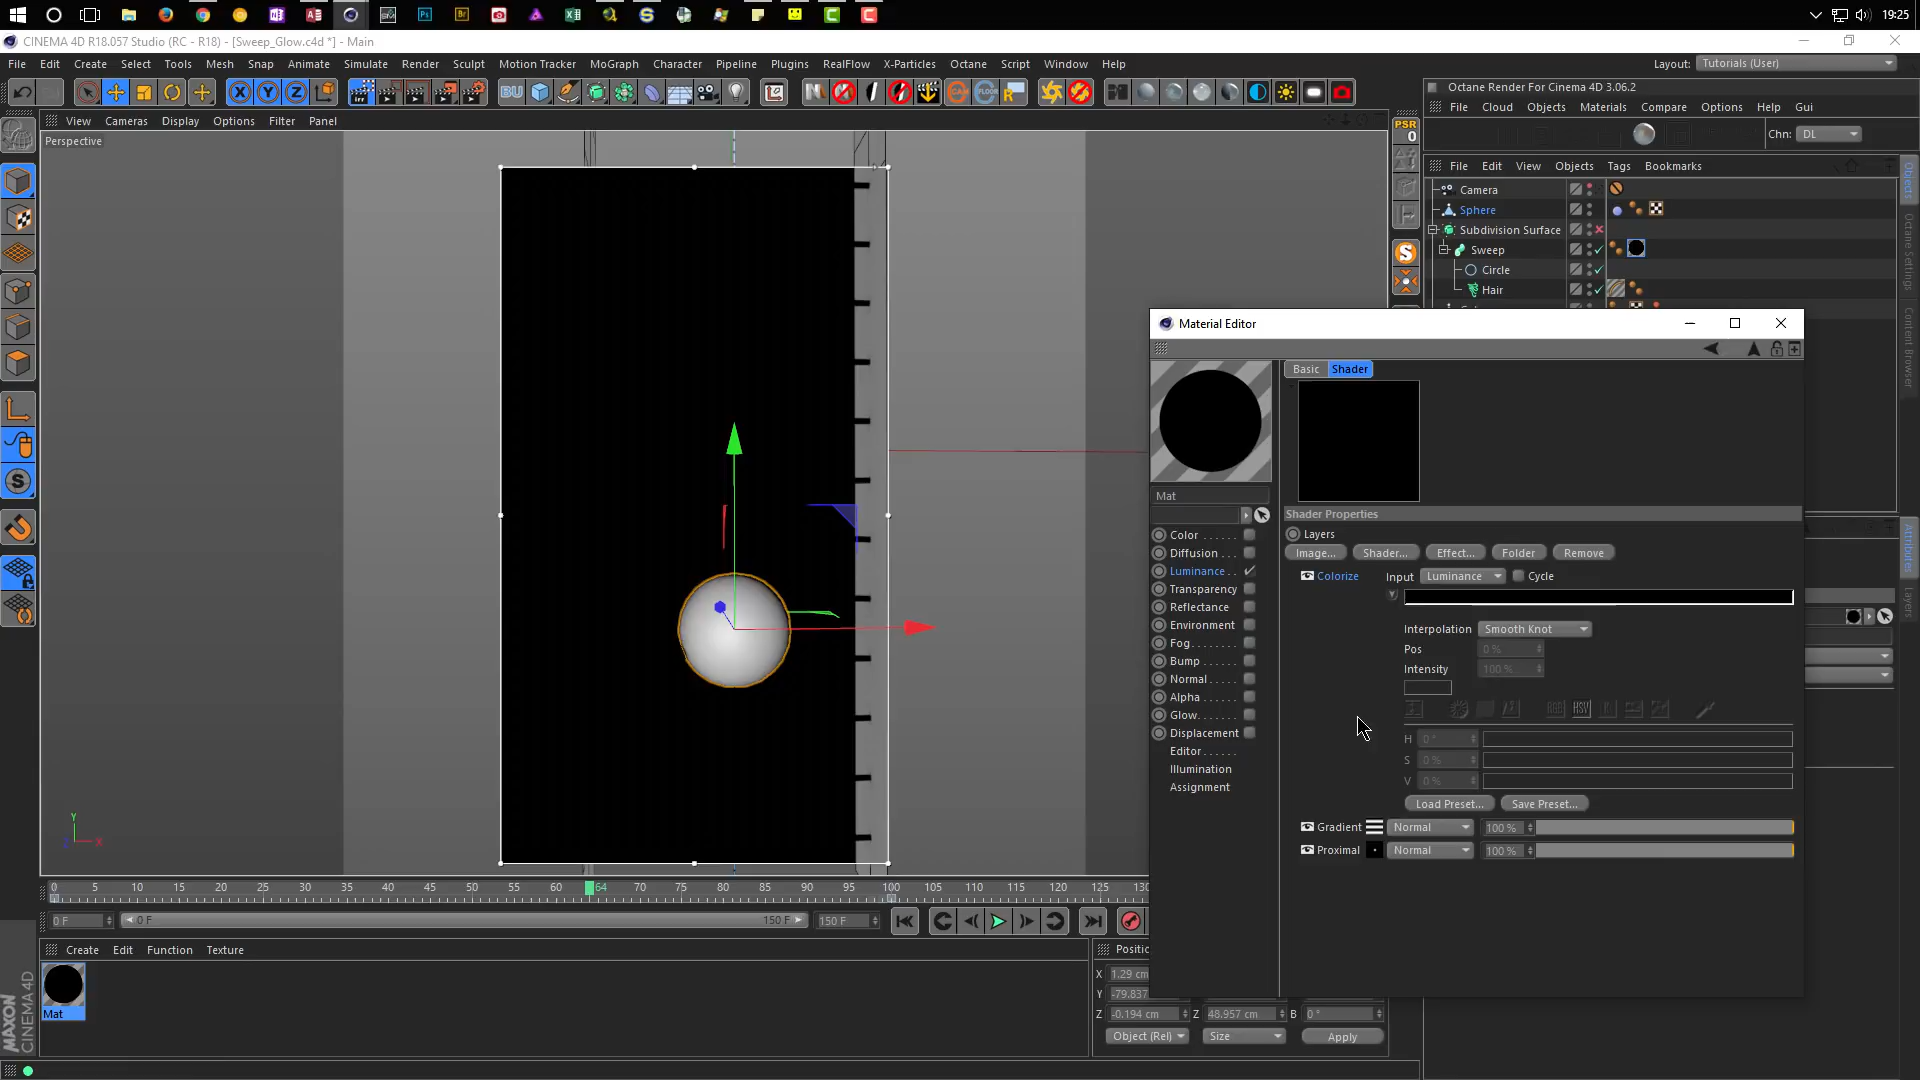 19:25
CINEMA 4D R18.057 Studio (RC - R18) - [Sweep_Glow.c4d *] - Main
File Edit Create Select Tools Mesh Snap Animate Simulate Render Sculpt Motion Tracker MoGraph Character Pipeline Plugins RealFlow X-Particles Octane Script Window Help
Layout: Tutorials (User)
Octane Render For Cinema 4D 3.06.2
File Cloud Objects Materials Compare Options Help Gui
Chn: DL
View Cameras Display Options Filter Panel
Perspective
PSR
0
File Edit View Objects Tags Bookmarks
Camera
Sphere
Subdivision Surface
Sweep
Circle
Hair
Objects
Octane Settings
Content Browser
Attributes
Layers
Material Editor
Basic Shader
Mat
Shader Properties
Layers
Image... Shader... Effect... Folder Remove
Colorize Input Luminance Cycle
Interpolation Smooth Knot
Pos 0 %
Intensity 100 %
H 0 °
S 0 %
V 0 %
Load Preset... Save Preset...
Gradient Normal 100 %
Proximal Normal 100 %
Color
Diffusion
Luminance
Transparency
Reflectance
Environment
Fog
Bump
Normal
Alpha
Glow
Displacement
Editor
Illumination
Assignment
Y
X
0 5 10 15 20 25 30 35 40 45 50 55 60 64 70 75 80 85 90 95 100 105 110 115 120 125 130
0 F 0 F 150 F 150 F
Create Edit Function Texture
Mat
MAXON
CINEMA 4D
Positi
X 1.29 cm
Y -79.837
Z -0.194 cm Z 48.957 cm B 0 °
Object (Rel) Size Apply